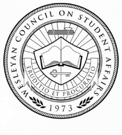 WESLEYAN COUNCIL ON STUDENT AFFAIRS
1973